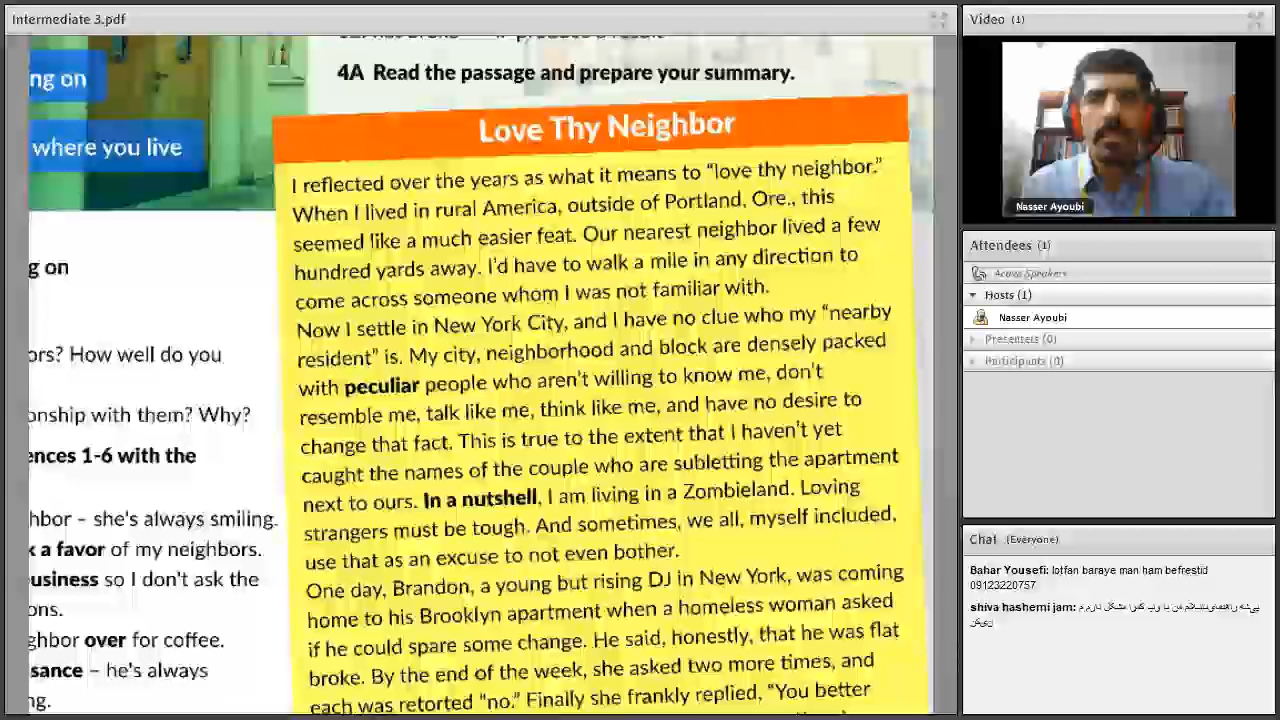 Intermediate 3.pdf
ng on
where you live
4A Read the passage and prepare your summary.
Love Thy Neighbor
I reflected over the years as what it means to “love thy neighbor.”
When I lived in rural America, outside of Portland, Ore., this
seemed like a much easier feat. Our nearest neighbor lived a few
hundred yards away. I'd have to walk a mile in any direction to
come across someone whom I was not familiar with.
Now I settle in New York City, and I have no clue who my “nearby
resident” is. My city, neighborhood and block are densely packed
with peculiar people who aren't willing to know me, don't
resemble me, talk like me, think like me, and have no desire to
change that fact. This is true to the extent that I haven't yet
caught the names of the couple who are subletting the apartment
next to ours. In a nutshell, I am living in a Zombieland. Loving
strangers must be tough. And sometimes, we all, myself included,
use that as an excuse to not even bother.
One day, Brandon, a young but rising DJ in New York, was coming
home to his Brooklyn apartment when a homeless woman asked
if he could spare some change. He said, honestly, that he was flat
broke. By the end of the week, she asked two more times, and
each was retorted “no.” Finally she frankly replied, “You better
g on
ors? How well do you
onship with them? Why?
ences 1-6 with the
hbor – she's always smiling.
k a favor of my neighbors.
usiness so I don't ask the
ons.
ghbor over for coffee.
sance – he's always
ng.
Video (1)
Nasser Ayoubi
Attendees (1)
Active Speakers
Hosts (1)
Nasser Ayoubi
Presenters (0)
Participants (0)
Chat (Everyone)
Bahar Yousefi: lotfan baraye man ham befrestid
09123220757
shiva hashemi jam: